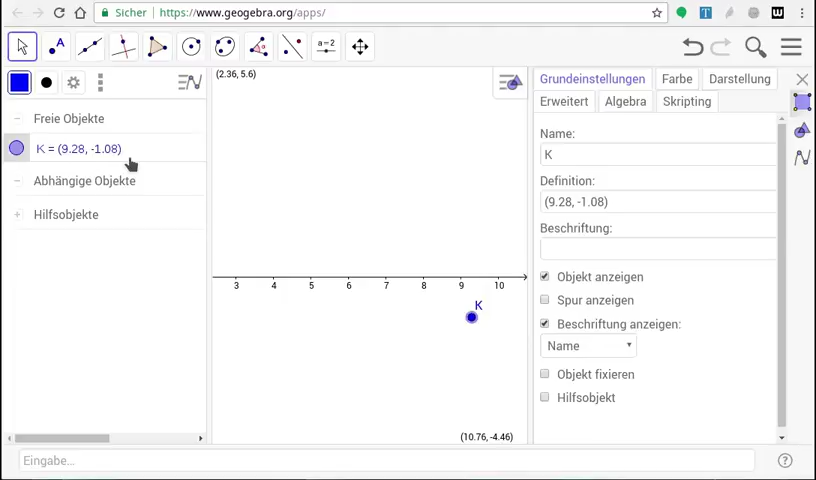 Sicher https://www.geogebra.org/apps/
A
a=2
Grundeinstellungen Farbe Darstellung
Erweitert Algebra Skripting
Freie Objekte
K = (9.28, -1.08)
Abhängige Objekte
Hilfsobjekte
(2.36, 5.6)
3 4 5 6 7 8 9 10
K
(10.76, -4.46)
Name:
K
Definition:
(9.28, -1.08)
Beschriftung:
Objekt anzeigen
Spur anzeigen
Beschriftung anzeigen:
Name
Objekt fixieren
Hilfsobjekt
Eingabe...